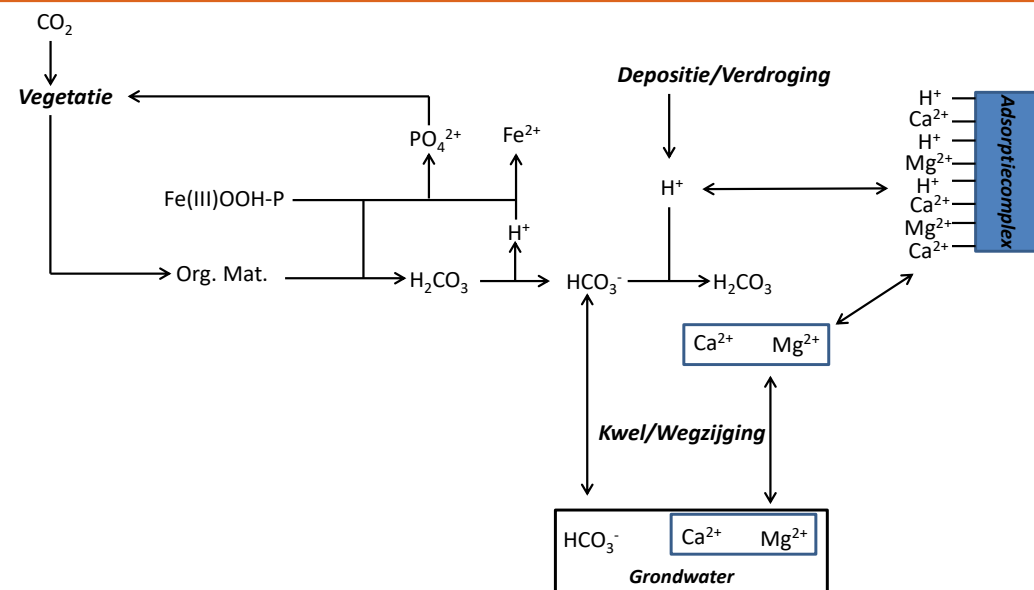 CO₂
Depositie/Verdroging
Vegetatie
H⁺
Ca²⁺
H⁺
Mg²⁺
H⁺
Ca²⁺
Mg²⁺
Ca²⁺
Adsorptiecomplex
PO₄²⁺
Fe²⁺
Fe(III)OOH-P
H⁺
H⁺
Org. Mat.
H₂CO₃
HCO₃⁻
H₂CO₃
Ca²⁺ Mg²⁺
Kwel/Wegzijging
HCO₃⁻
Ca²⁺ Mg²⁺
Grondwater